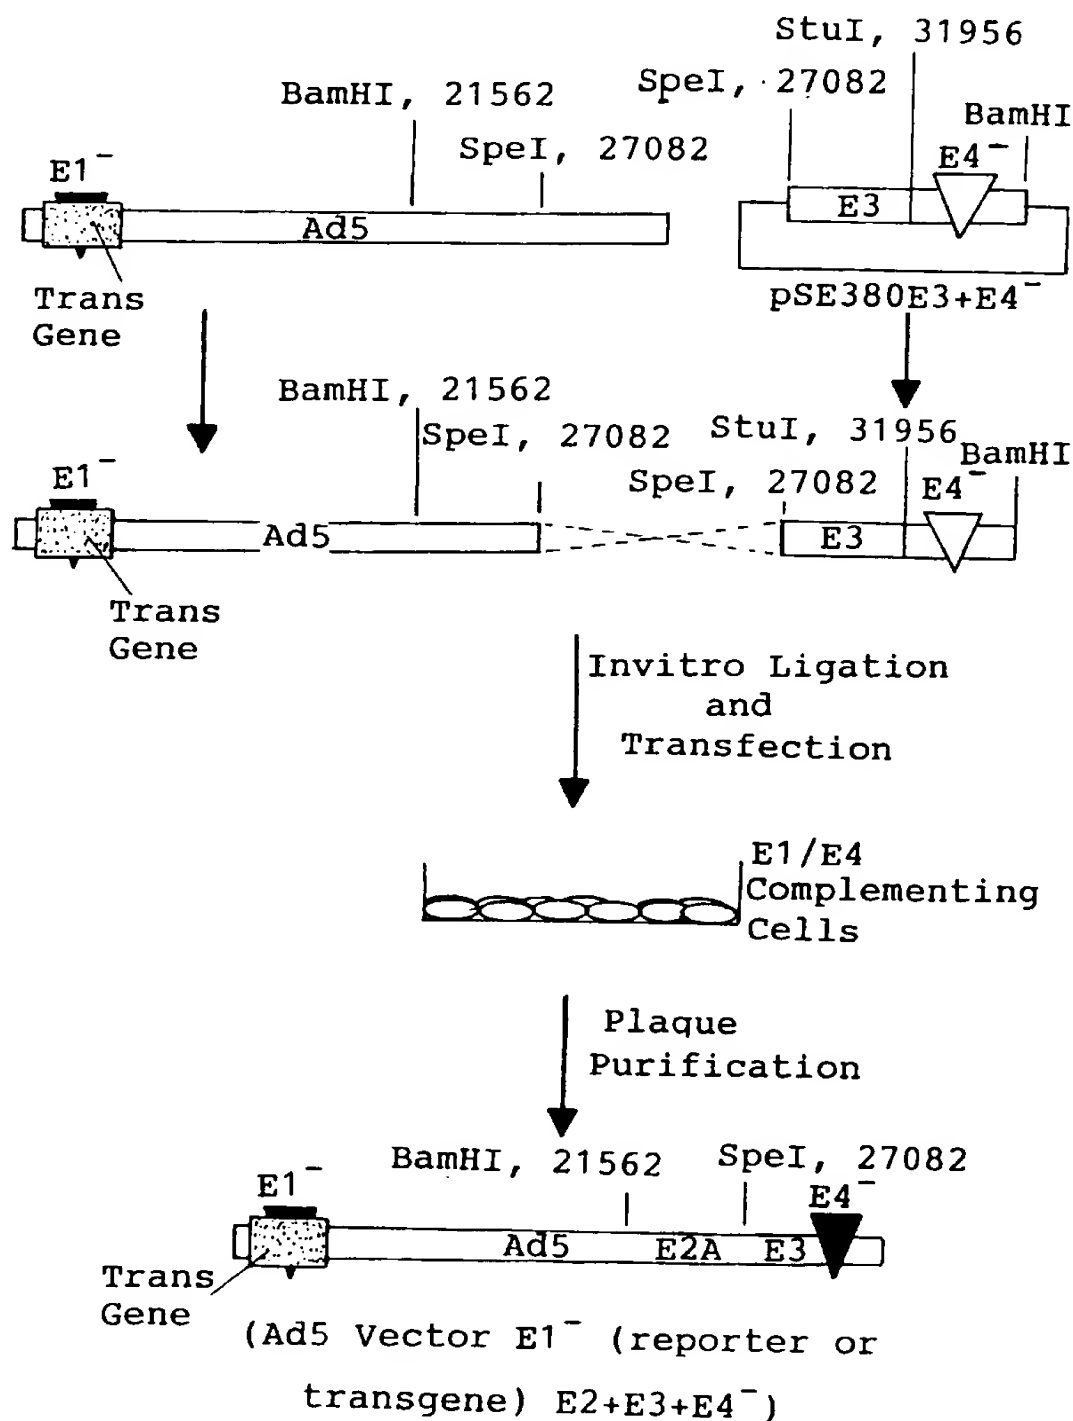 StuI, 31956
SpeI, 27082
BamHI, 21562
BamHI
SpeI, 27082
E1⁻
E4⁻
E3
Ad5
Trans
Gene
pSE380E3+E4⁻
BamHI, 21562
SpeI, 27082
StuI, 31956
BamHI
E1⁻
SpeI, 27082
E4⁻
Ad5
E3
Trans
Gene
Invitro Ligation
and
Transfection
E1/E4
Complementing
Cells
Plaque
Purification
BamHI, 21562
SpeI, 27082
E1⁻
E4⁻
Ad5
E2A
E3
Trans
Gene
(Ad5 Vector E1⁻ (reporter or
transgene) E2+E3+E4⁻)